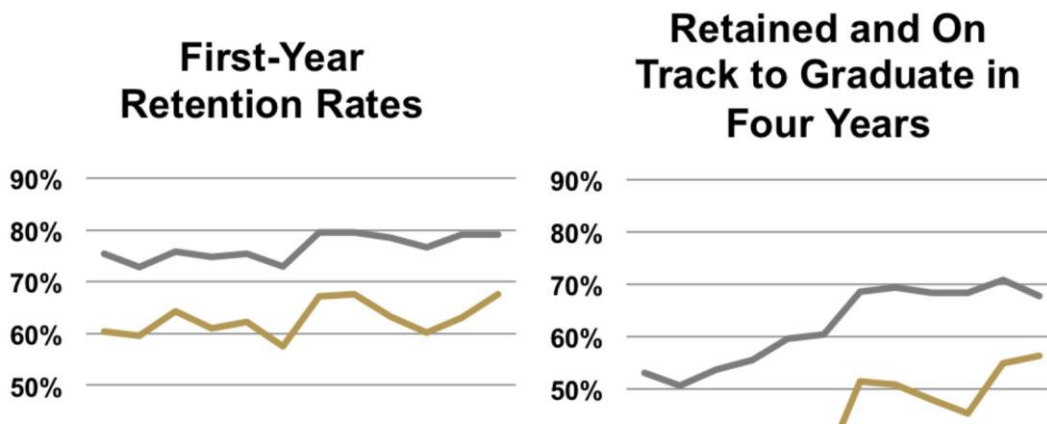 First-Year
Retention Rates
90%
80%
70%
60%
50%
Retained and On
Track to Graduate in
Four Years
90%
80%
70%
60%
50%